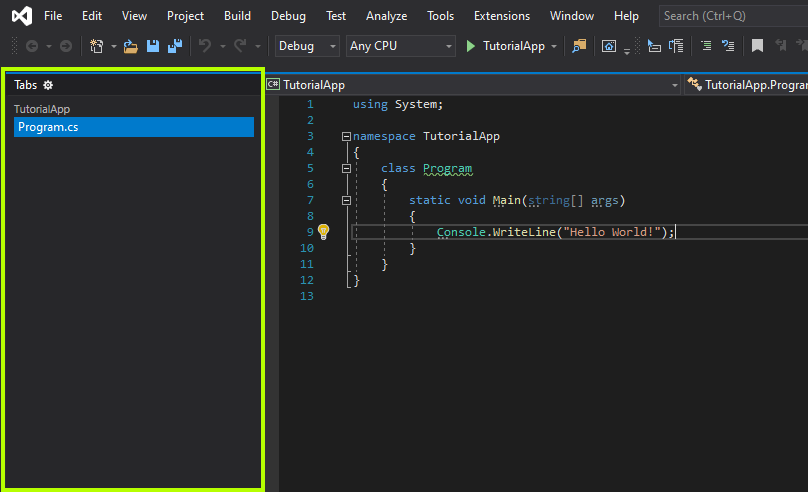 File Edit View Project Build Debug Test Analyze Tools Extensions Window Help Search (Ctrl+Q)
Debug Any CPU TutorialApp
Tabs
TutorialApp
Program.cs
C# TutorialApp TutorialApp.Program
1 using System;
2
3 namespace TutorialApp
4 {
5 class Program
6 {
7 static void Main(string[] args)
8 {
9 Console.WriteLine("Hello World!");
10 }
11 }
12 }
13